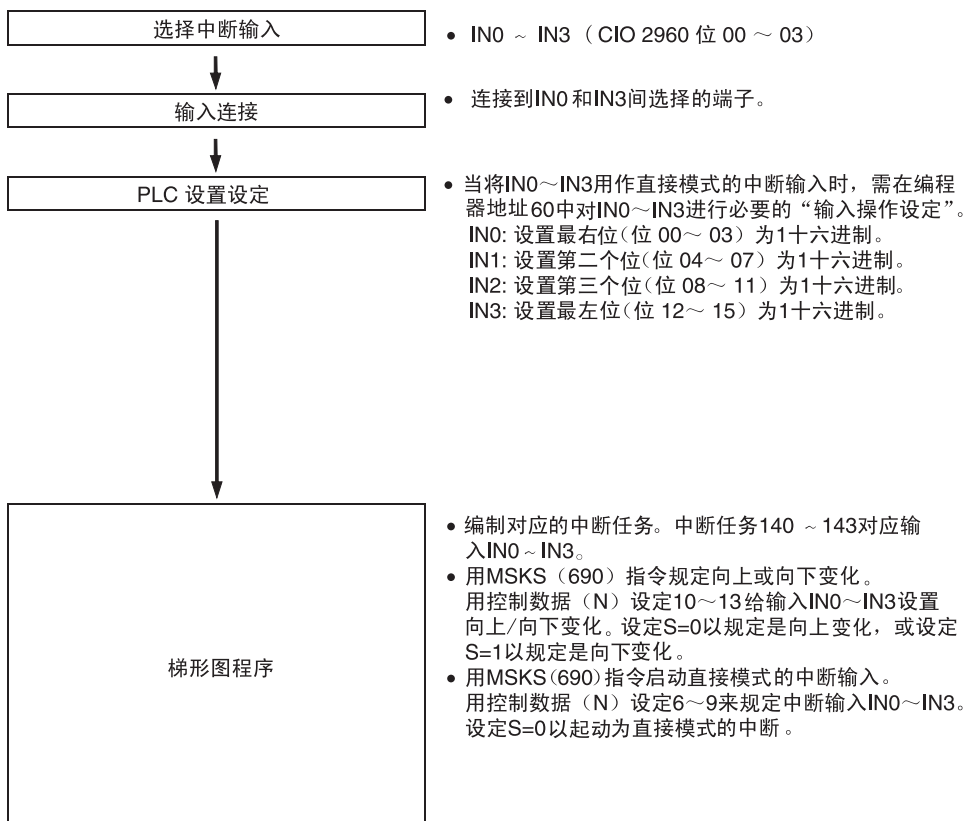 选择中断输入
• IN0 ~ IN3 （CIO 2960 位 00 ～ 03）
输入连接
• 连接到IN0 和IN3间选择的端子。
PLC 设置设定
• 当将IN0～IN3用作直接模式的中断输入时，需在编程
器地址60中对IN0～IN3进行必要的“输入操作设定”。
IN0: 设置最右位(位 00～ 03）为1十六进制。
IN1: 设置第二个位(位 04～ 07）为1十六进制。
IN2: 设置第三个位(位 08～ 11）为1十六进制。
IN3: 设置最左位(位 12～ 15）为1十六进制。
梯形图程序
• 编制对应的中断任务。中断任务140 ~ 143对应输
入IN0 ~ IN3。
• 用MSKS（690）指令规定向上或向下变化。
用控制数据（N）设定10～13给输入IN0～IN3设置
向上/向下变化。设定S=0以规定是向上变化，或设定
S=1以规定是向下变化。
• 用MSKS(690)指令启动直接模式的中断输入。
用控制数据（N）设定6～9来规定中断输入IN0～IN3。
设定S=0以起动为直接模式的中断。